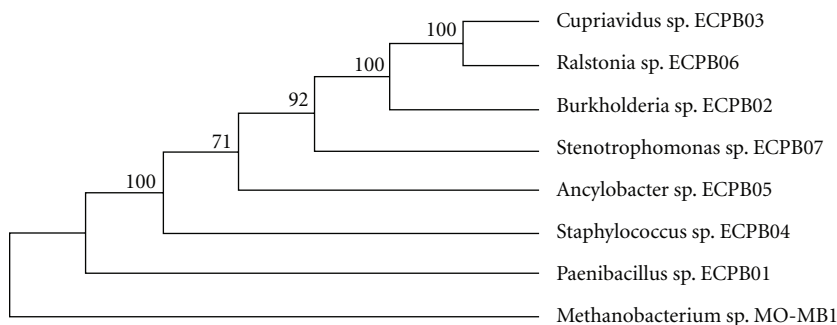 100
Cupriavidus sp. ECPB03
100
Ralstonia sp. ECPB06
92
Burkholderia sp. ECPB02
71
Stenotrophomonas sp. ECPB07
100
Ancylobacter sp. ECPB05
Staphylococcus sp. ECPB04
Paenibacillus sp. ECPB01
Methanobacterium sp. MO-MB1